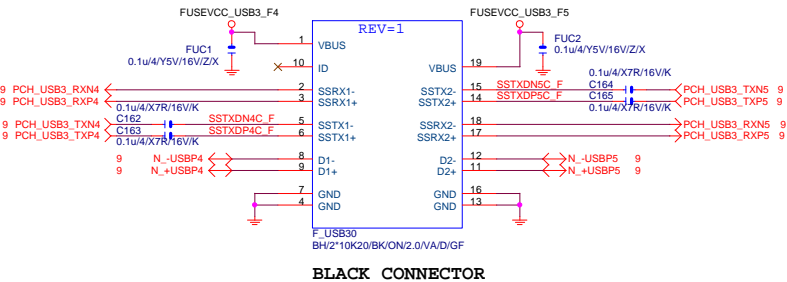 FUSEVCC_USB3_F4
FUSEVCC_USB3_F5
REV=1
FUC1
0.1u/4/Y5V/16V/Z/X
FUC2
0.1u/4/Y5V/16V/Z/X
1 VBUS
10 ID
VBUS 19
9 PCH_USB3_RXN4 2 SSRX1-
9 PCH_USB3_RXP4 3 SSRX1+
0.1u/4/X7R/16V/K
9 PCH_USB3_TXN4 C162 SSTXDN4C_F 5 SSTX1-
9 PCH_USB3_TXP4 C163 SSTXDP4C_F 6 SSTX1+
0.1u/4/X7R/16V/K
0.1u/4/X7R/16V/K
SSTX2- 15 SSTXDN5C_F C164 PCH_USB3_TXN5 9
SSTX2+ 14 SSTXDP5C_F C165 PCH_USB3_TXP5 9
0.1u/4/X7R/16V/K
SSRX2- 18 PCH_USB3_RXN5 9
SSRX2+ 17 PCH_USB3_RXP5 9
9 N_-USBP4 8 D1-
9 N_+USBP4 9 D1+
D2- 12 N_-USBP5 9
D2+ 11 N_+USBP5 9
7 GND
4 GND
GND 16
GND 13
F_USB30
BH/2*10K20/BK/ON/2.0/VA/D/GF
BLACK CONNECTOR